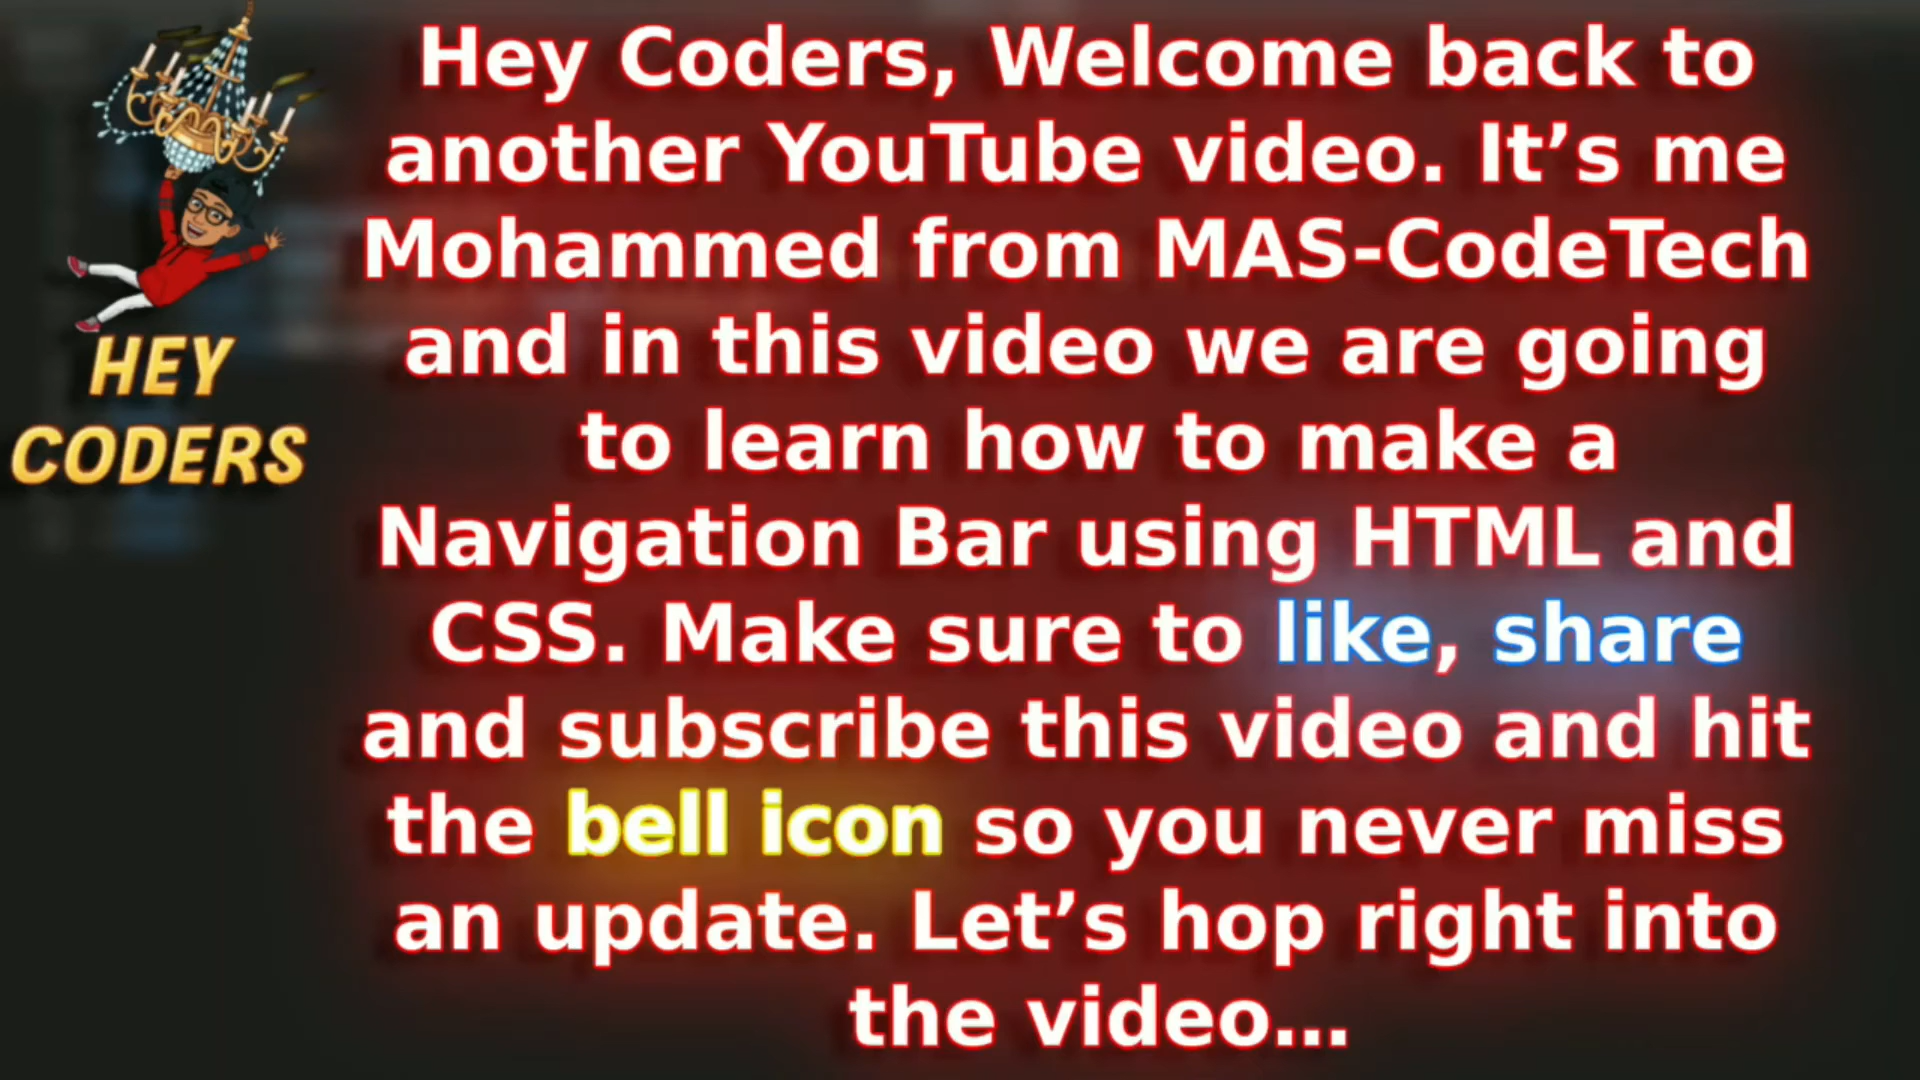 HEY
CODERS
Hey Coders, Welcome back to
another YouTube video. It’s me
Mohammed from MAS-CodeTech
and in this video we are going
to learn how to make a
Navigation Bar using HTML and
CSS. Make sure to like, share
and subscribe this video and hit
the bell icon so you never miss
an update. Let’s hop right into
the video...